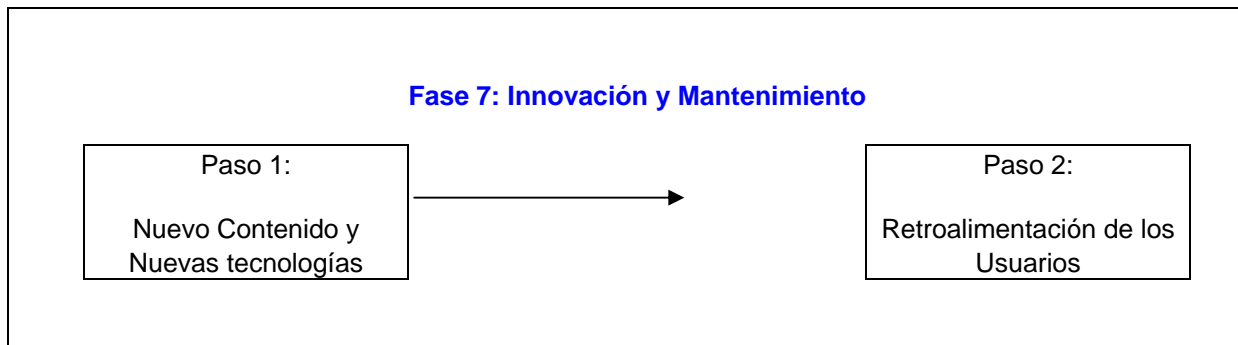 Fase 7: Innovación y Mantenimiento
Paso 1:
Nuevo Contenido y
Nuevas tecnologías
Paso 2:
Retroalimentación de los
Usuarios